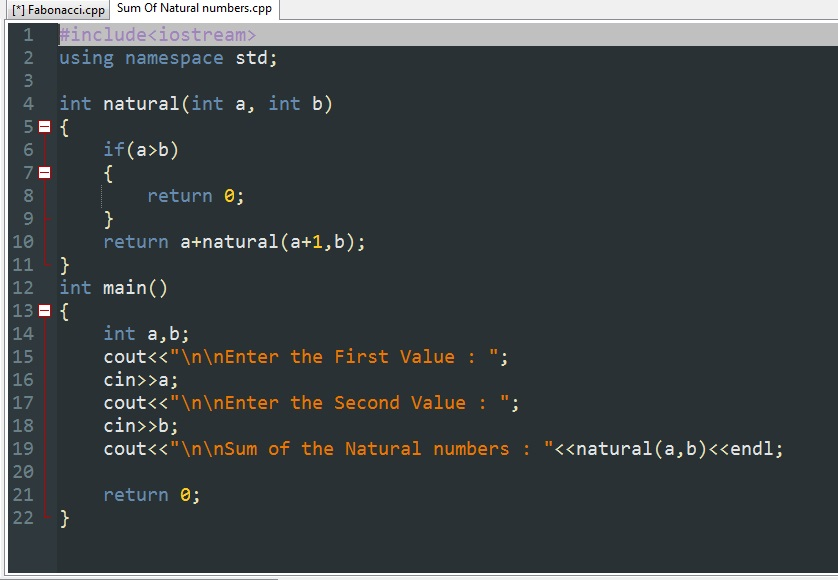 [*] Fabonacci.cpp Sum Of Natural numbers.cpp
1 #include<iostream>
2 using namespace std;
3
4 int natural(int a, int b)
5 {
6 if(a>b)
7 {
8 return 0;
9 }
10 return a+natural(a+1,b);
11 }
12 int main()
13 {
14 int a,b;
15 cout<<"\n\nEnter the First Value : ";
16 cin>>a;
17 cout<<"\n\nEnter the Second Value : ";
18 cin>>b;
19 cout<<"\n\nSum of the Natural numbers : "<<natural(a,b)<<endl;
20
21 return 0;
22 }